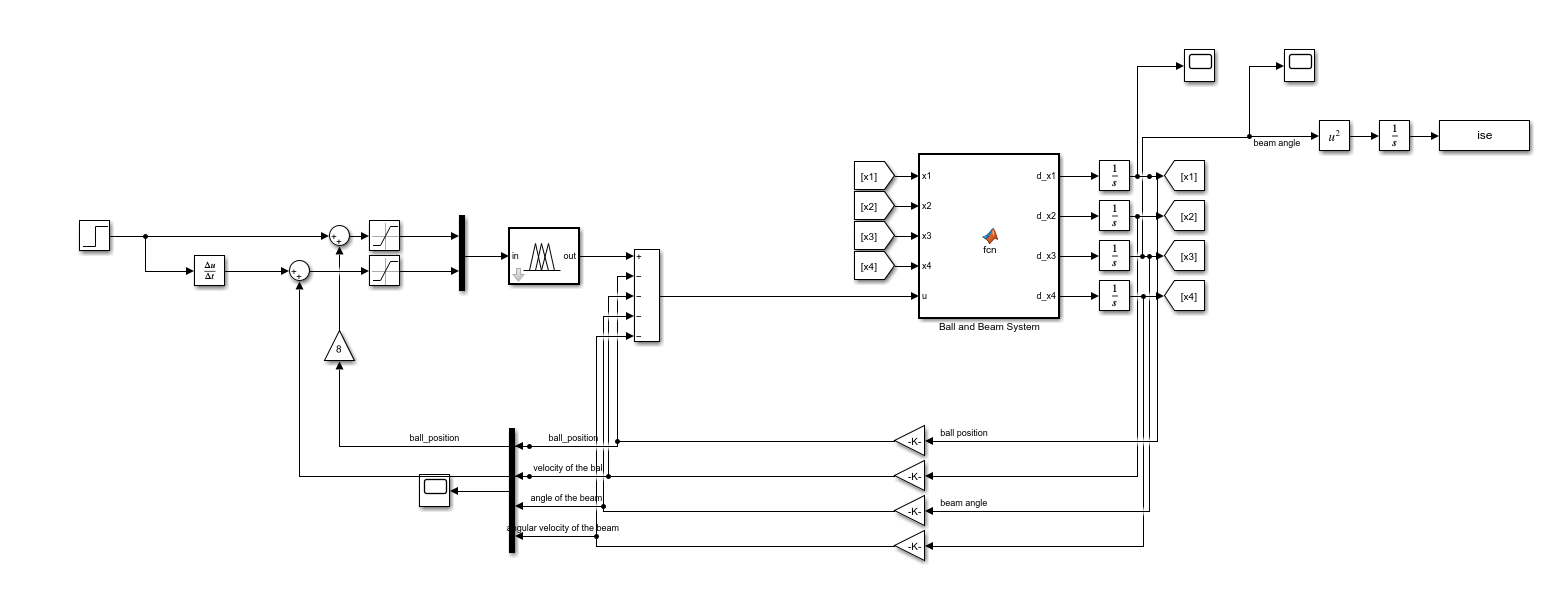 u²
1
s
ise
beam angle
[x1]
x1
d_x1
1
s
[x1]
[x2]
x2
d_x2
1
s
[x2]
[x3]
x3
fcn
d_x3
1
s
[x3]
[x4]
x4
u
d_x4
1
s
[x4]
Ball and Beam System
+
+
Δu
Δt
+
+
in
out
+
−
−
−
−
8
ball_position
ball_position
-K-
ball position
velocity of the bal
-K-
angle of the beam
-K-
beam angle
angular velocity of the beam
-K-